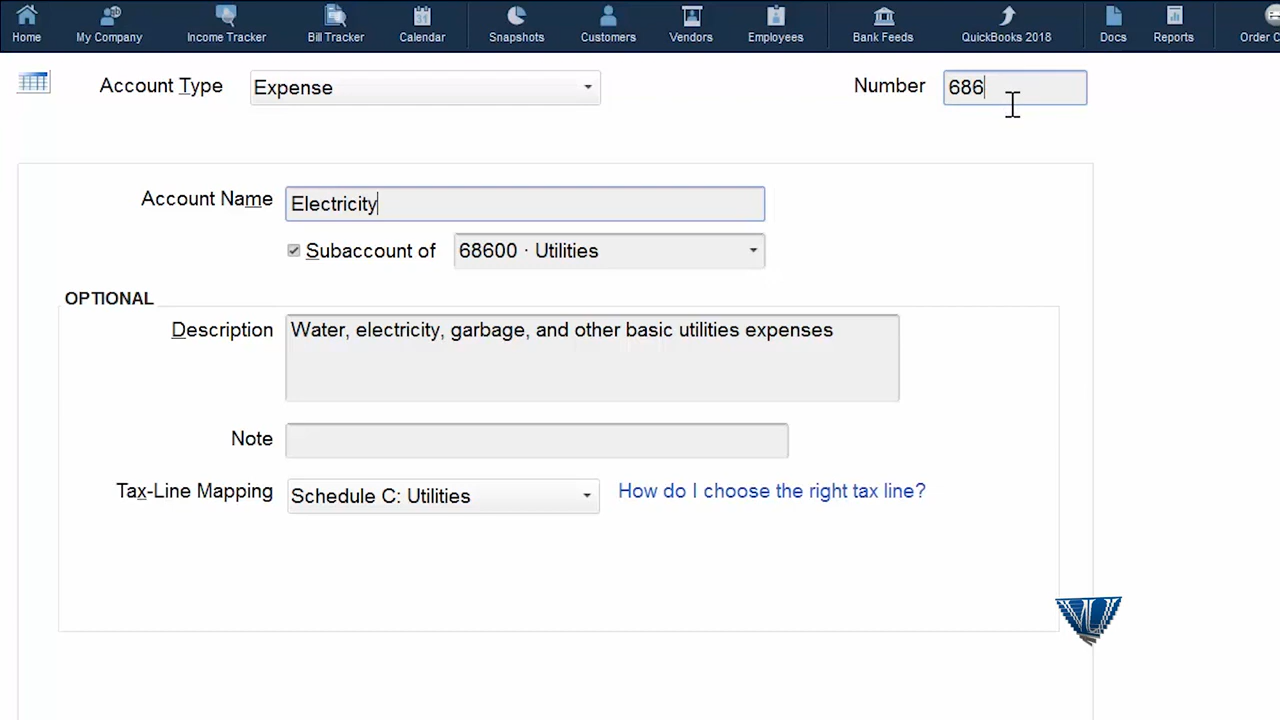 Home My Company Income Tracker Bill Tracker Calendar Snapshots Customers Vendors Employees Bank Feeds QuickBooks 2018 Docs Reports Order C
31
Account Type Expense Number 686
Account Name Electricity
Subaccount of 68600 · Utilities
OPTIONAL
Description Water, electricity, garbage, and other basic utilities expenses
Note
Tax-Line Mapping Schedule C: Utilities How do I choose the right tax line?